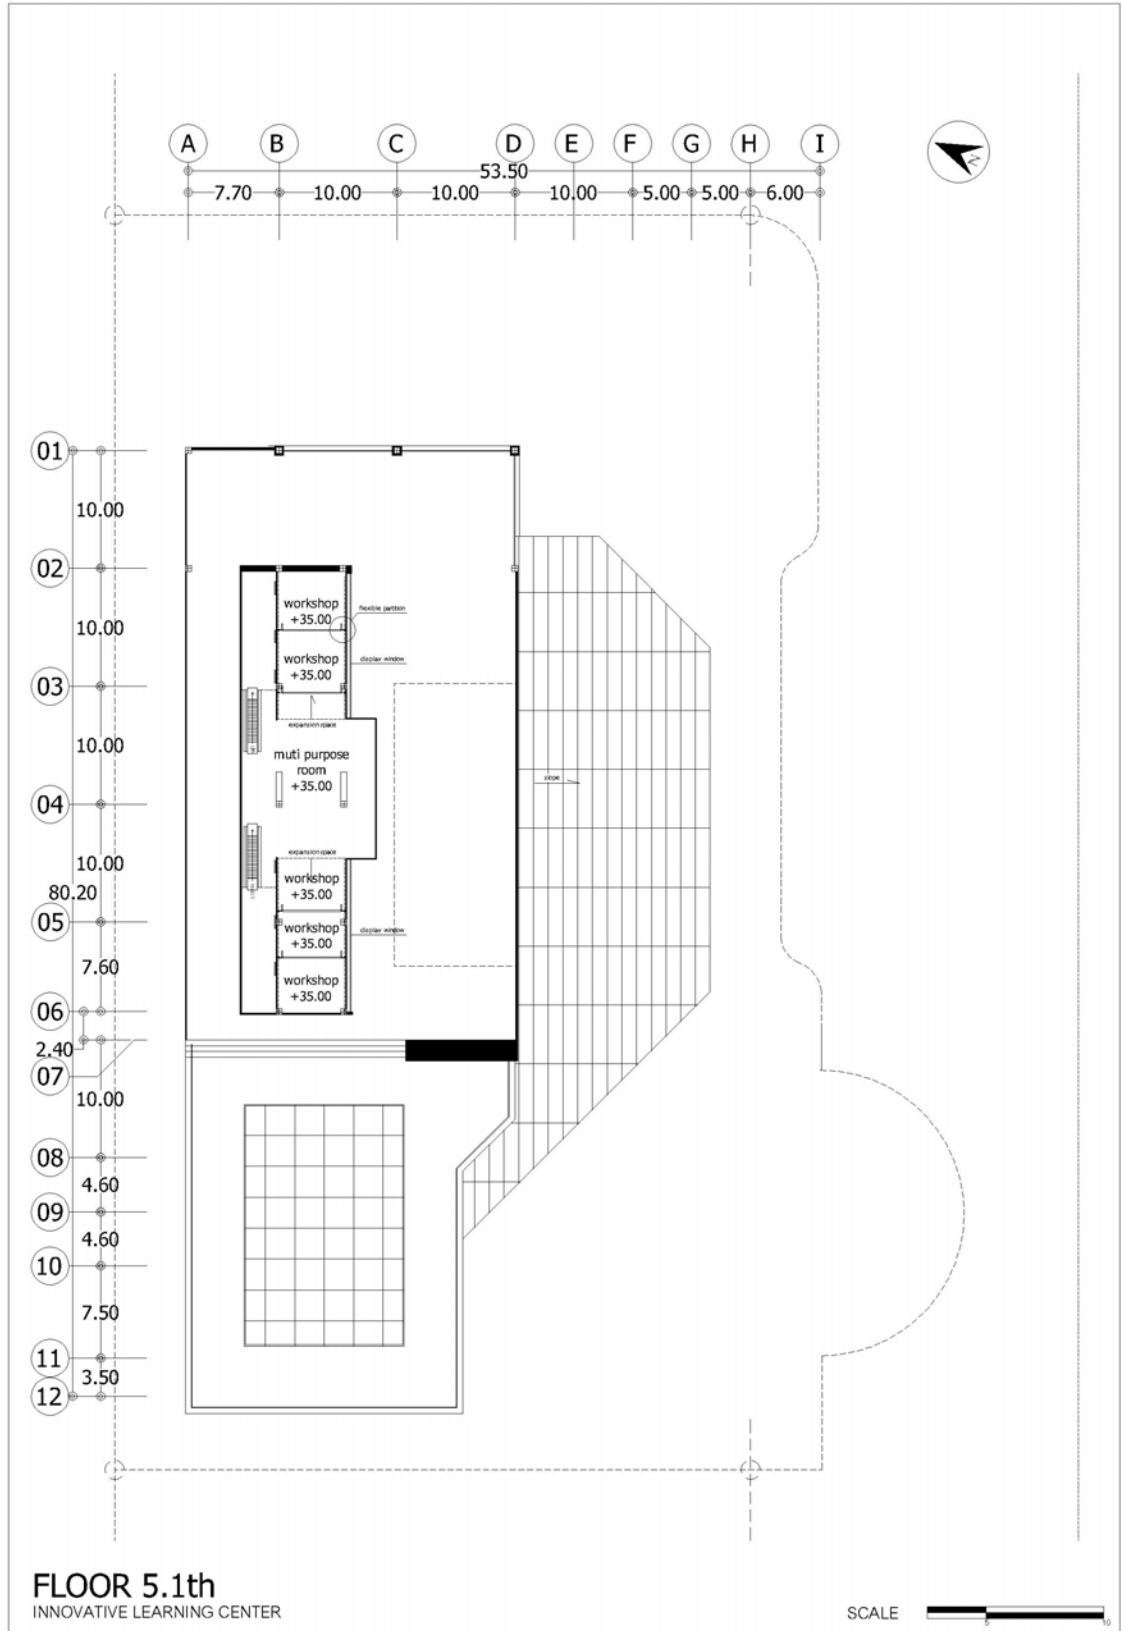 A B C D E F G H I
53.50
7.70 10.00 10.00 10.00 5.00 5.00 6.00
N
01
10.00
02
10.00
workshop
+35.00
flexible partition
workshop
+35.00
display window
03
10.00
expansion space
muti purpose
room
+35.00
slope
04
10.00
80.20
expansion space
workshop
+35.00
05
workshop
+35.00
display window
7.60
workshop
+35.00
06
2.40
07
10.00
08
4.60
09
4.60
10
7.50
11
3.50
12
FLOOR 5.1th
INNOVATIVE LEARNING CENTER
SCALE
5
10